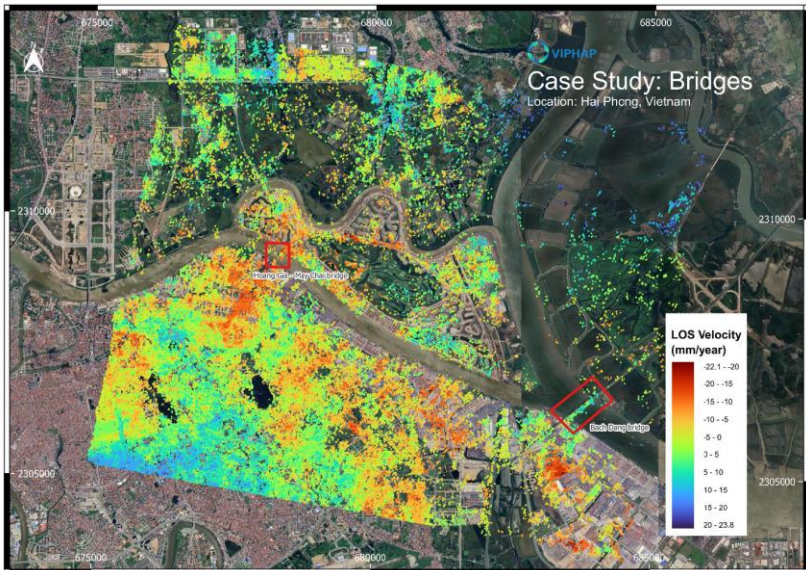 675000
680000
685000
VIPHAP
Case Study: Bridges
Location: Hai Phong, Vietnam
2310000
2310000
Hoang Gia - May Chai bridge
LOS Velocity
(mm/year)
-22.1 - -20
-20 - -15
-15 - -10
-10 - -5
-5 - 0
0 - 5
3 - 5
5 - 10
10 - 15
15 - 20
20 - 23.8
Bach Dang bridge
2305000
2305000
675000
680000
685000